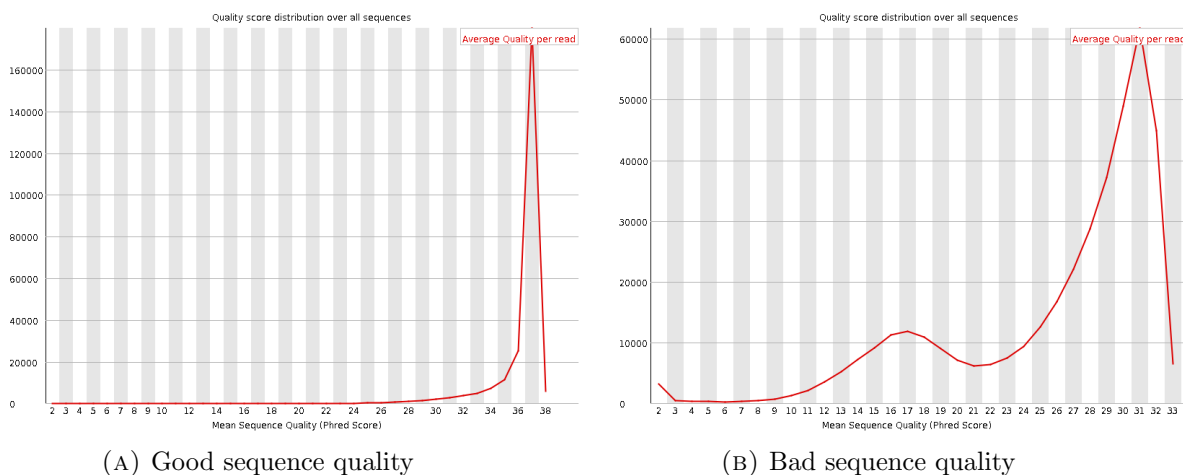 Quality score distribution over all sequences
Average Quality per read
160000
140000
120000
100000
80000
60000
40000
20000
0
2 3 4 5 6 7 8 9 10 12 14 16 18 20 22 24 26 28 30 32 34 36 38
Mean Sequence Quality (Phred Score)
(A) Good sequence quality
Quality score distribution over all sequences
Average Quality per read
60000
50000
40000
30000
20000
10000
0
2 3 4 5 6 7 8 9 10 11 12 13 14 15 16 17 18 19 20 21 22 23 24 25 26 27 28 29 30 31 32 33
Mean Sequence Quality (Phred Score)
(B) Bad sequence quality